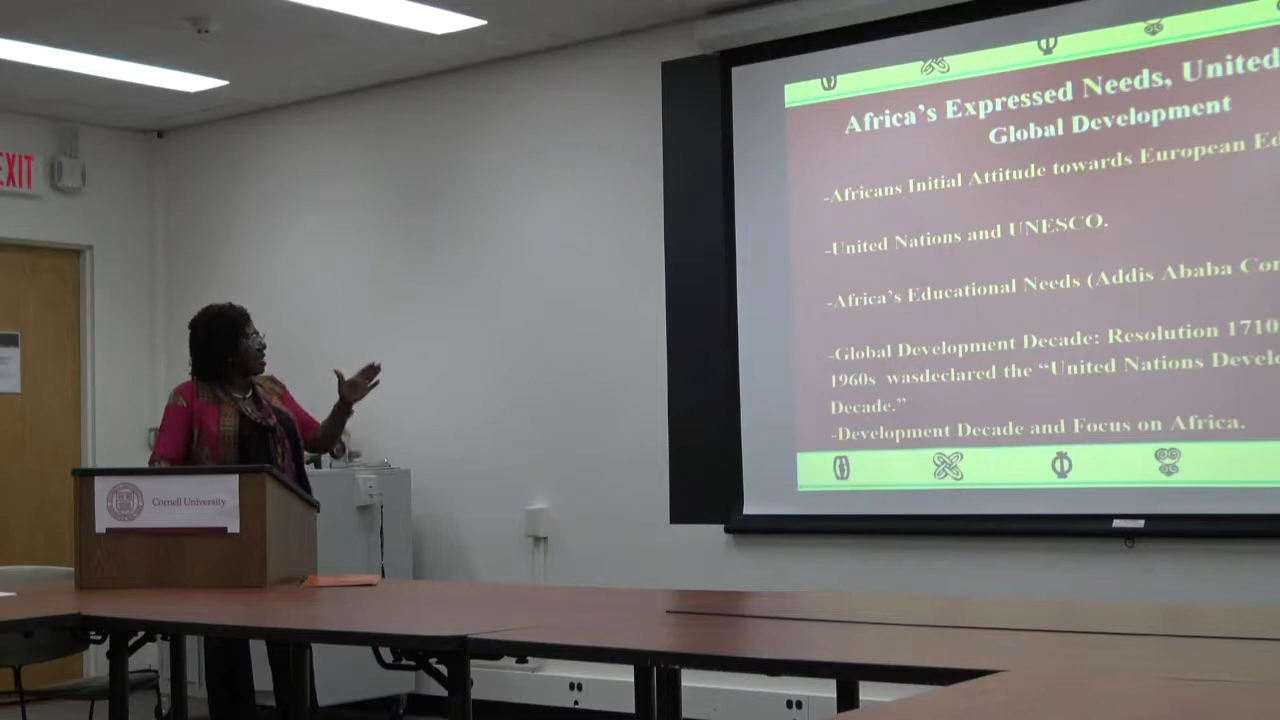 EXIT
Africa’s Expressed Needs, United
Global Development
-Africans Initial Attitude towards European Ed
-United Nations and UNESCO.
-Africa’s Educational Needs (Addis Ababa Con
-Global Development Decade: Resolution 1710
1960s wasdeclared the “United Nations Develo
Decade.”
-Development Decade and Focus on Africa.
Cornell University